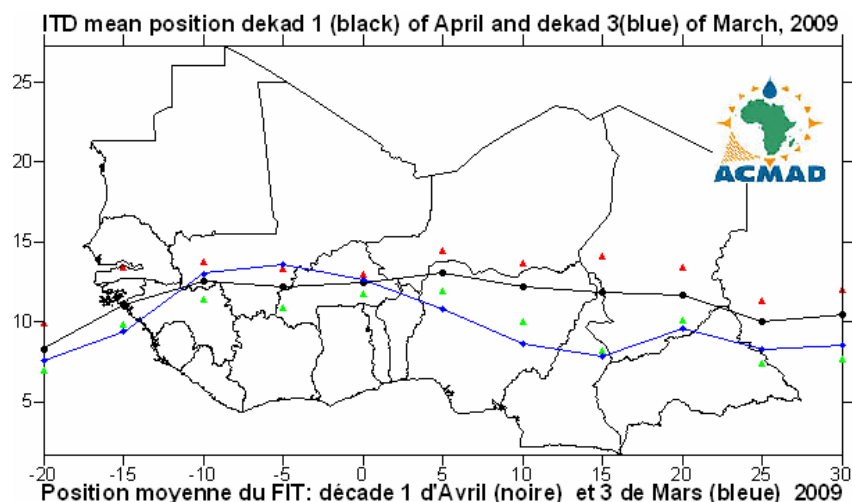 ITD mean position dekad 1 (black) of April and dekad 3(blue) of March, 2009
25
20
15
10
5
ACMAD
-20 -15 -10 -5 0 5 10 15 20 25 30
Position moyenne du FIT: décade 1 d'Avril (noire) et 3 de Mars (bleue) 2009